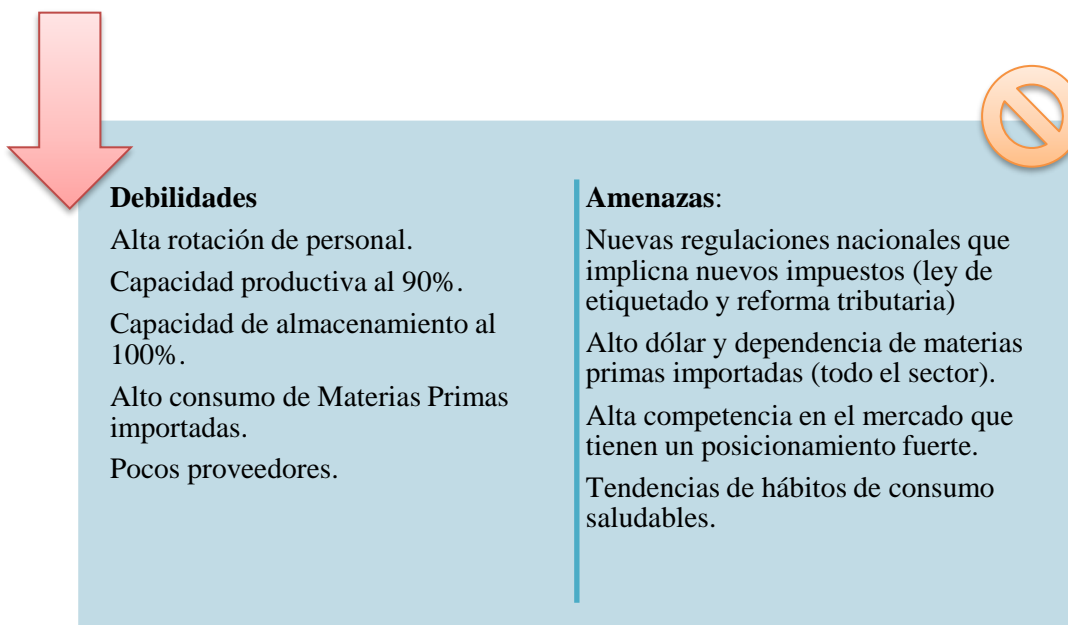 Debilidades
Alta rotación de personal.
Capacidad productiva al 90%.
Capacidad de almacenamiento al
100%.
Alto consumo de Materias Primas
importadas.
Pocos proveedores.
Amenazas:
Nuevas regulaciones nacionales que
implicna nuevos impuestos (ley de
etiquetado y reforma tributaria)
Alto dólar y dependencia de materias
primas importadas (todo el sector).
Alta competencia en el mercado que
tienen un posicionamiento fuerte.
Tendencias de hábitos de consumo
saludables.